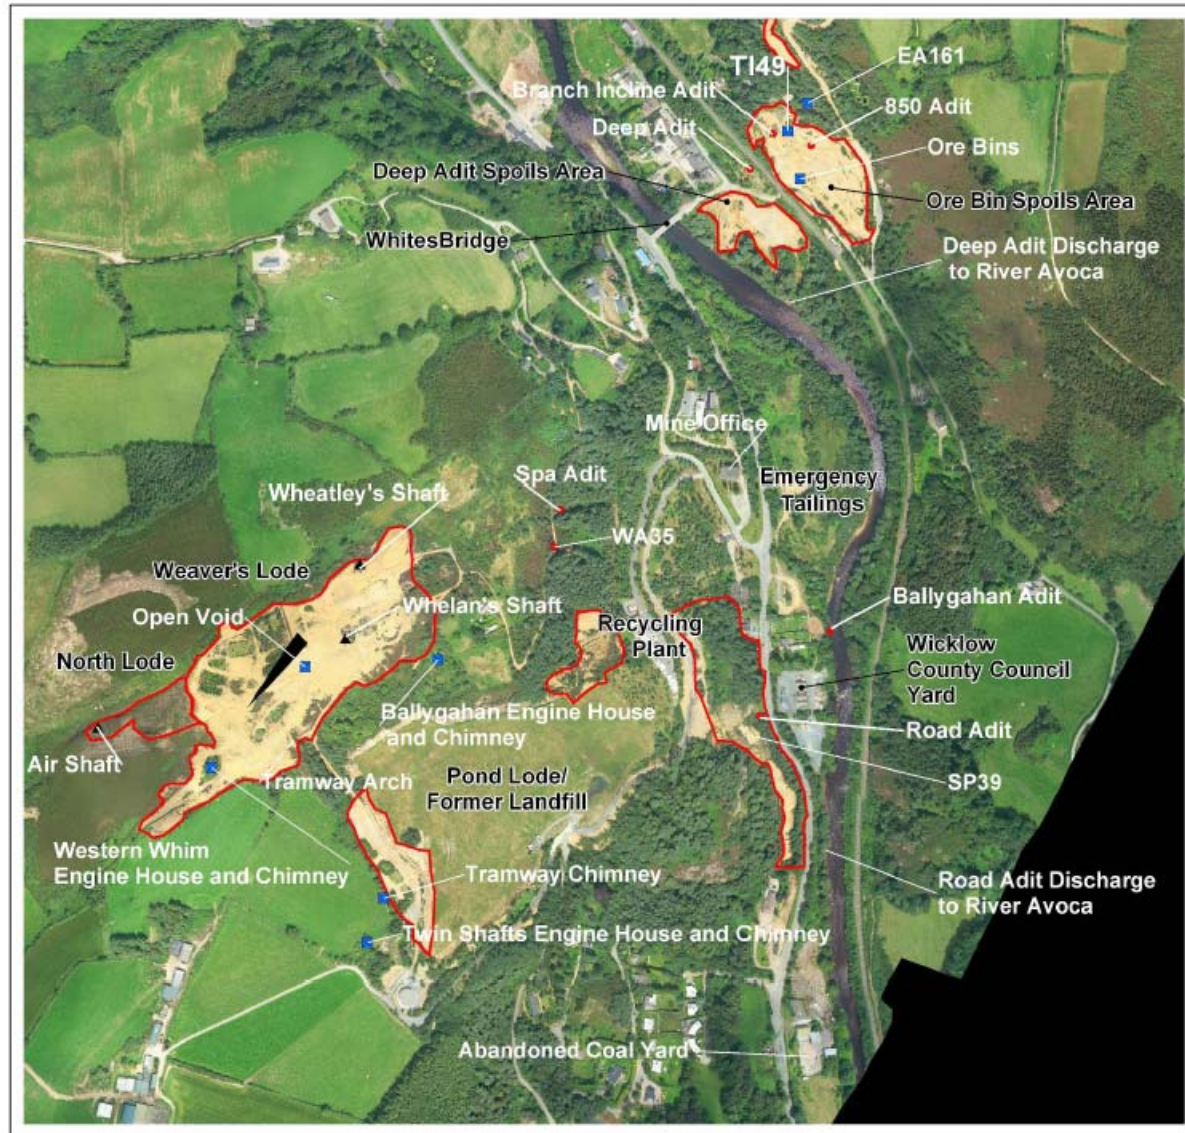 EA161
TI49
Branch Incline Adit
850 Adit
Deep Adit
Ore Bins
Deep Adit Spoils Area
Ore Bin Spoils Area
WhitesBridge
Deep Adit Discharge
to River Avoca
Mine Office
Emergency
Tailings
Spa Adit
Wheatley's Shaft
WA35
Weaver's Lode
Ballygahan Adit
Open Void
Whelan's Shaft
Recycling
Plant
Wicklow
County Council
Yard
North Lode
Ballygahan Engine House
and Chimney
Road Adit
Air Shaft
Tramway Arch
Pond Lode/
Former Landfill
SP39
Western Whim
Engine House and Chimney
Tramway Chimney
Road Adit Discharge
to River Avoca
Twin Shafts Engine House and Chimney
Abandoned Coal Yard